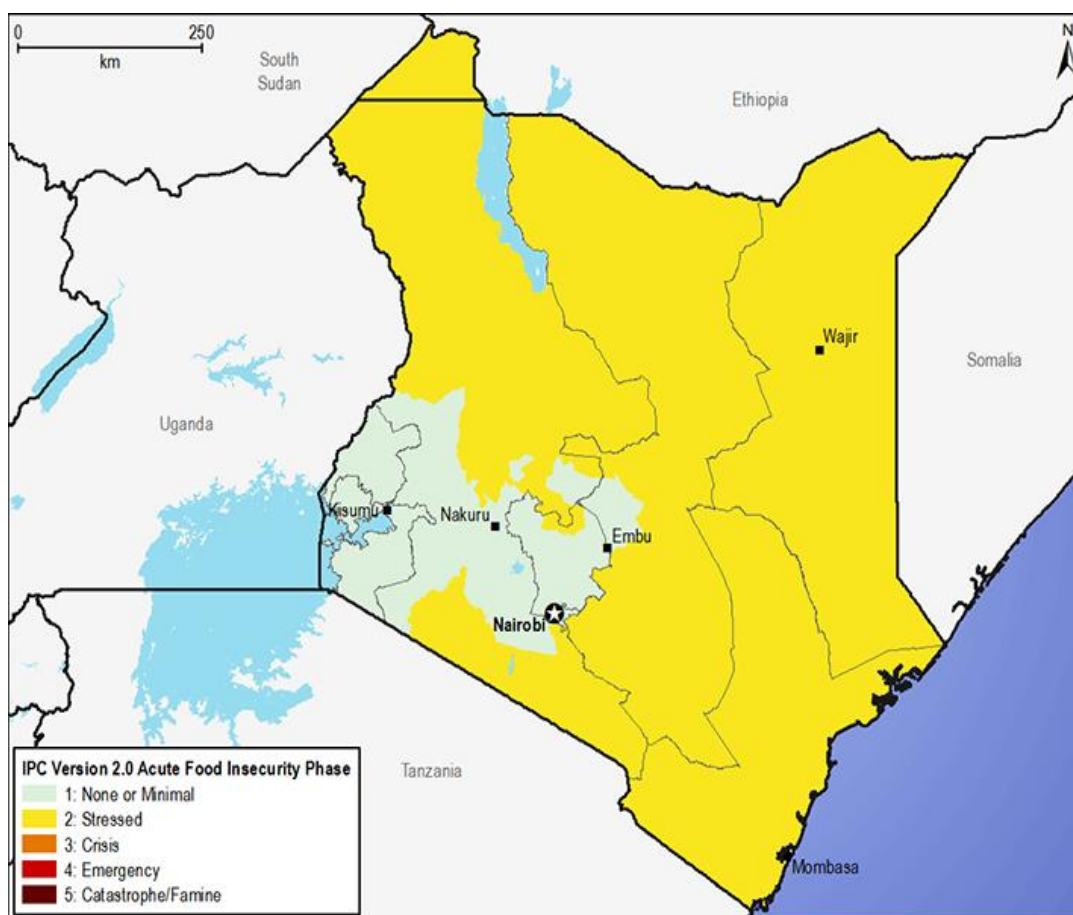 0 250
km
N
South
Sudan
Ethiopia
Wajir
Somalia
Uganda
Kisumu
Nakuru
Embu
Nairobi
Tanzania
Mombasa
IPC Version 2.0 Acute Food Insecurity Phase
1: None or Minimal
2: Stressed
3: Crisis
4: Emergency
5: Catastrophe/Famine